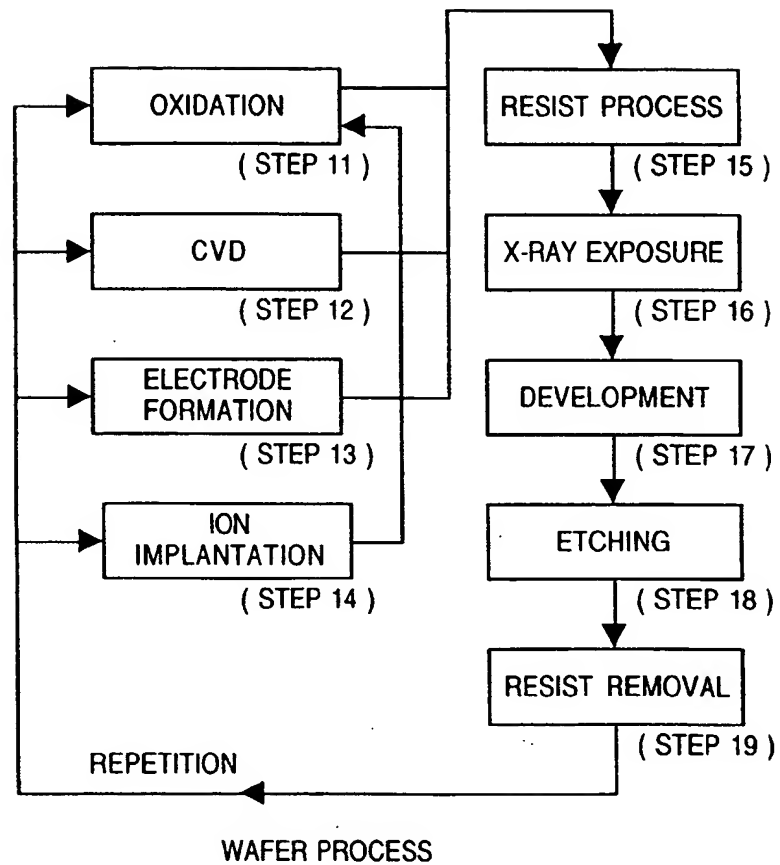 OXIDATION
( STEP 11 )
CVD
( STEP 12 )
ELECTRODE
FORMATION
( STEP 13 )
ION
IMPLANTATION
( STEP 14 )
RESIST PROCESS
( STEP 15 )
X-RAY EXPOSURE
( STEP 16 )
DEVELOPMENT
( STEP 17 )
ETCHING
( STEP 18 )
RESIST REMOVAL
( STEP 19 )
REPETITION
WAFER PROCESS